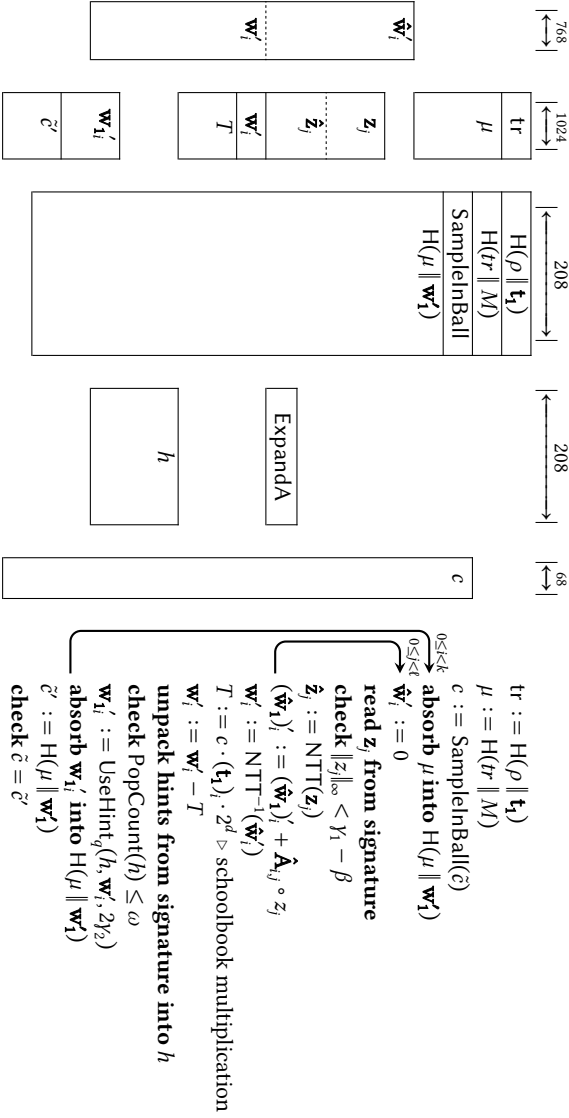 768
𝐰̂′ᵢ
𝐰′ᵢ
1024
tr
μ
𝐳ⱼ
𝐳̂ⱼ
𝐰′ᵢ
T
𝐰₁′ᵢ
c̃′
208
H(ρ ‖ 𝐭₁)
H(tr ‖ M)
SampleInBall
H(μ ‖ 𝐰′₁)
208
ExpandA
h
68
c
0≤i<k
0≤j<ℓ
tr := H(ρ ‖ 𝐭₁)
μ := H(tr ‖ M)
c := SampleInBall(c̃)
absorb μ into H(μ ‖ 𝐰′₁)
𝐰̂′ᵢ := 0
read 𝐳ⱼ from signature
check ‖zⱼ‖∞ < γ₁ − β
𝐳̂ⱼ := NTT(𝐳ⱼ)
(𝐰̂₁)′ᵢ := (𝐰̂₁)′ᵢ + 𝐀̂ᵢ,ⱼ ∘ zⱼ
𝐰′ᵢ := NTT⁻¹(𝐰̂′ᵢ)
T := c · (𝐭₁)ᵢ · 2ᵈ ▹ schoolbook multiplication
𝐰′ᵢ := 𝐰′ᵢ − T
unpack hints from signature into h
check PopCount(h) ≤ ω
𝐰₁′ᵢ := UseHint_q(h, 𝐰′ᵢ, 2γ₂)
absorb 𝐰₁′ᵢ into H(μ ‖ 𝐰′₁)
c̃′ := H(μ ‖ 𝐰′₁)
check c̃ = c̃′